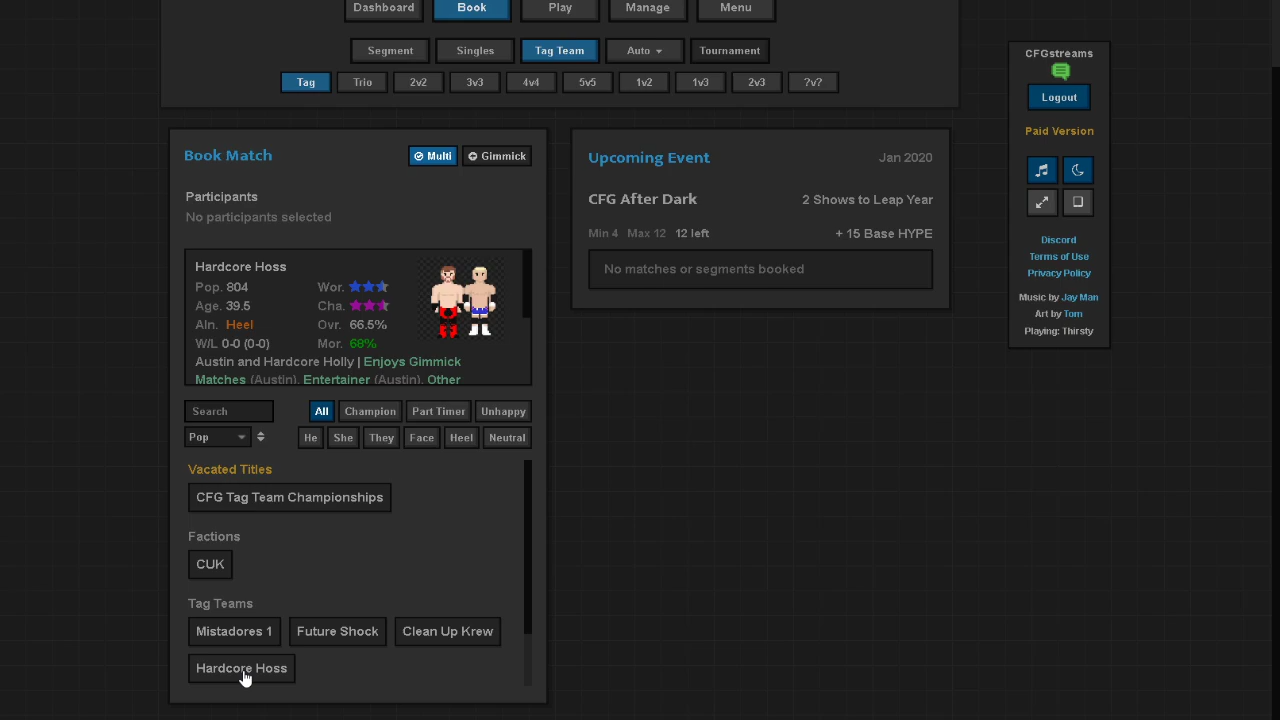 Dashboard Book Play Manage Menu
Segment Singles Tag Team Auto Tournament
Tag Trio 2v2 3v3 4v4 5v5 1v2 1v3 2v3 ?v?
Book Match Multi Gimmick
Participants
No participants selected
Hardcore Hoss
Pop. 804 Wor.
Age. 39.5 Cha.
Aln. Heel Ovr. 66.5%
W/L 0-0 (0-0) Mor. 68%
Austin and Hardcore Holly | Enjoys Gimmick
Matches (Austin), Entertainer (Austin), Other
Search All Champion Part Timer Unhappy
Pop He She They Face Heel Neutral
Vacated Titles
CFG Tag Team Championships
Factions
CUK
Tag Teams
Mistadores 1 Future Shock Clean Up Krew
Hardcore Hoss
Upcoming Event Jan 2020
CFG After Dark 2 Shows to Leap Year
Min 4 Max 12 12 left + 15 Base HYPE
No matches or segments booked
CFGstreams
Logout
Paid Version
Discord
Terms of Use
Privacy Policy
Music by Jay Man
Art by Tom
Playing: Thirsty